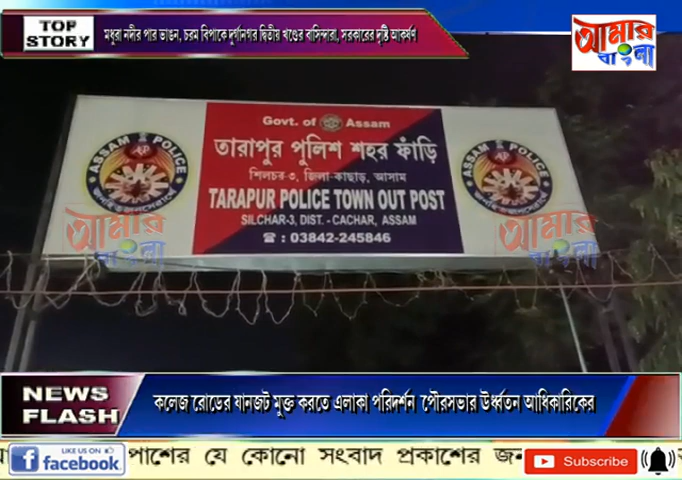 TOP STORY
মধুরা নদীর পার ভাঙন, চরম বিপাকে দুর্গানগর দ্বিতীয় খণ্ডের বাসিন্দারা, সরকারের দৃষ্টি আকর্ষণ
আমার বাংলা
Govt. of Assam
তারাপুর পুলিশ শহর ফাঁড়ি
শিলচর-৩, জিলা-কাছাড়, আসাম
TARAPUR POLICE TOWN OUT POST
SILCHAR-3, DIST. - CACHAR, ASSAM
☎ : 03842-245846
ASSAM POLICE
ASSAM POLICE
আমার বাংলা
আমার বাংলা
NEWS FLASH
কলেজ রোডের যানজট মুক্ত করতে এলাকা পরিদর্শন পৌরসভার উর্ধ্বতন আধিকারিকের
LIKE US ON
facebook
পাশের যে কোনো সংবাদ প্রকাশের
Subscribe